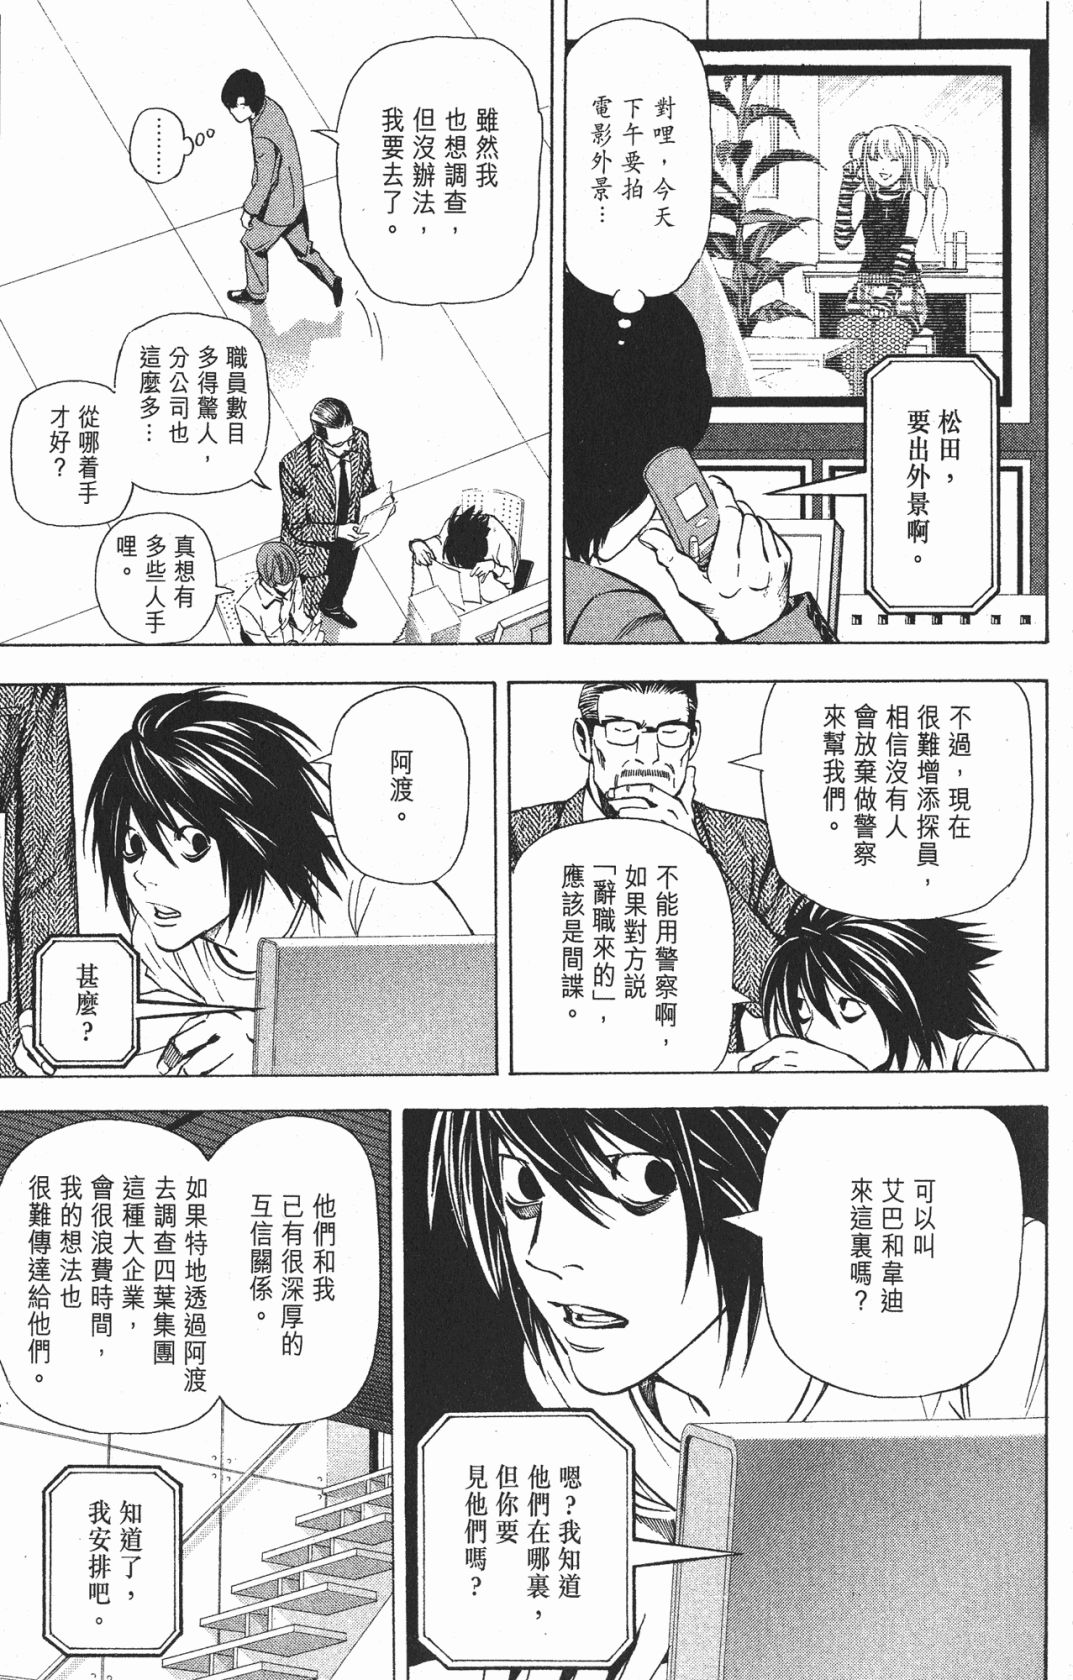 對哩，今天
下午要拍
電影外景…
松田，
要出外景啊。
雖然我
也想調查，
但沒辦法，
我要去了。
………
職員數目
多得驚人，
分公司也
這麼多…
從哪着手
才好？
真想有
多些人手
哩。
不過，現在
很難增添探員，
相信沒有人
會放棄做警察
來幫我們。
不能用警察啊，
如果對方說
「辭職來的」，
應該是間諜。
阿渡。
甚麼？
可以叫
艾巴和韋迪
來這裏嗎？
嗯？我知道
他們在哪裏，
但你要
見他們嗎？
他們和我
已有很深厚的
互信關係。
如果特地透過阿渡
去調查四葉集團
這種大企業，
會很浪費時間，
我的想法也
很難傳達給他們。
知道了，
我安排吧。